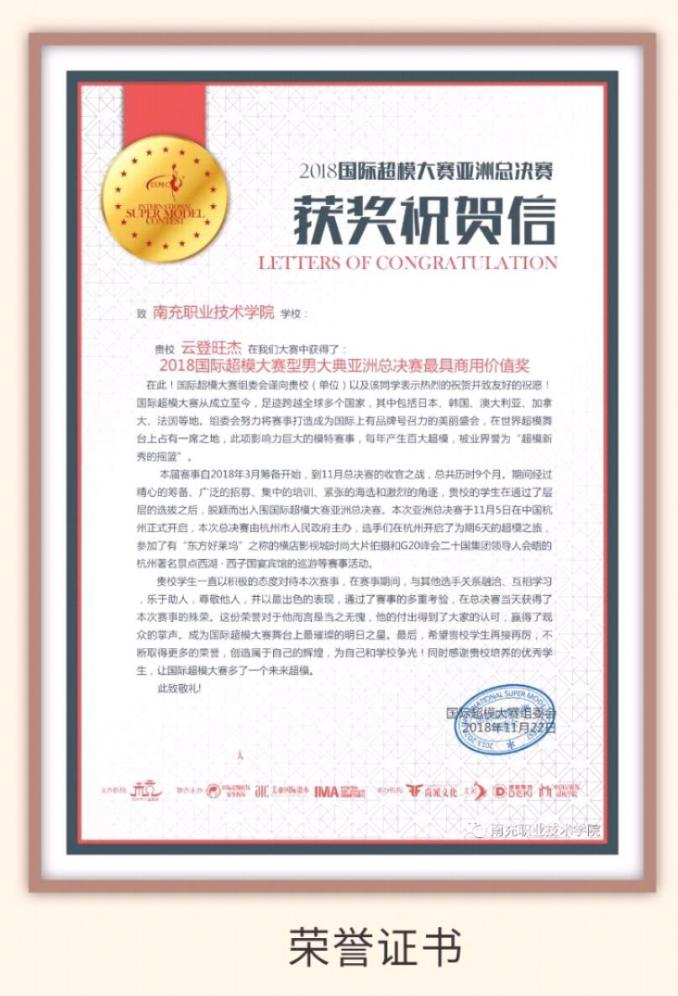 ISMC
INTERNATIONAL
SUPER MODEL
CONTEST
2018国际超模大赛亚洲总决赛
获奖祝贺信
LETTERS OF CONGRATULATION
致 南充职业技术学院 学校:
贵校 云登旺杰 在我们大赛中获得了:
2018国际超模大赛型男大典亚洲总决赛最具商用价值奖
在此!国际超模大赛组委会谨向贵校(单位)以及该同学表示热烈的祝贺并致友好的祝愿!
国际超模大赛从成立至今,足迹跨越全球多个国家,其中包括日本、韩国、澳大利亚、加拿
大、法国等地。组委会努力将赛事打造成为国际上有品牌号召力的美丽盛会,在世界超模舞
台上占有一席之地,此项影响力巨大的模特赛事,每年产生百大超模,被业界誉为“超模新
秀的摇篮”。
本届赛事自2018年3月筹备开始,到11月总决赛的收官之战,总共历时9个月。期间经过
精心的筹备、广泛的招募、集中的培训、紧张的海选和激烈的角逐,贵校的学生在通过了层
层的选拔之后,脱颖而出入围国际超模大赛亚洲总决赛。本次亚洲总决赛于11月5日在中国杭
州正式开启,本次总决赛由杭州市人民政府主办,选手们在杭州开启了为期6天的超模之旅,
参加了有“东方好莱坞”之称的横店影视城时尚大片拍摄和G20峰会二十国集团领导人会晤的
杭州著名景点西湖·西子国宾宾馆的巡游等赛事活动。
贵校学生一直以积极的态度对待本次赛事,在赛事期间,与其他选手关系融洽、互相学习
,乐于助人,尊敬他人,并以最出色的表现,通过了赛事的多重考验,在总决赛当天获得了
本次赛事的殊荣。这份荣誉对于他而言是当之无愧,他的付出得到了大家的认可,赢得了观
众的掌声。成为国际超模大赛舞台上最璀璨的明日之星。最后,希望贵校学生再接再厉,不
断取得更多的荣誉,创造属于自己的辉煌,为自己和学校争光!同时感谢贵校培养的优秀学
生,让国际超模大赛多了一个未来超模。
此致敬礼!
国际超模大赛组委会
2018年11月22日
人
IMA
尚派文化
DOEKI
南充职业技术学院
荣誉证书